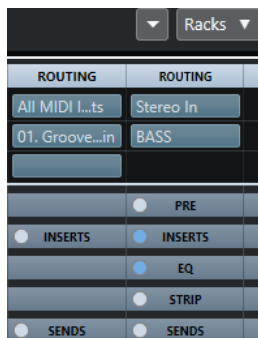 Racks
ROUTING ROUTING
All MIDI I...ts Stereo In
01. Groove...in BASS
PRE
INSERTS INSERTS
EQ
STRIP
SENDS SENDS